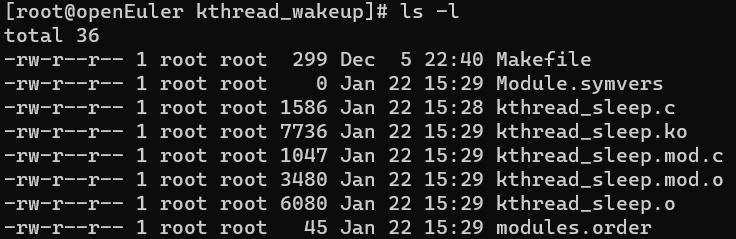 [root@openEuler kthread_wakeup]# ls -l
total 36
-rw-r--r-- 1 root root  299 Dec  5 22:40 Makefile
-rw-r--r-- 1 root root    0 Jan 22 15:29 Module.symvers
-rw-r--r-- 1 root root 1586 Jan 22 15:28 kthread_sleep.c
-rw-r--r-- 1 root root 7736 Jan 22 15:29 kthread_sleep.ko
-rw-r--r-- 1 root root 1047 Jan 22 15:29 kthread_sleep.mod.c
-rw-r--r-- 1 root root 3480 Jan 22 15:29 kthread_sleep.mod.o
-rw-r--r-- 1 root root 6080 Jan 22 15:29 kthread_sleep.o
-rw-r--r-- 1 root root   45 Jan 22 15:29 modules.order